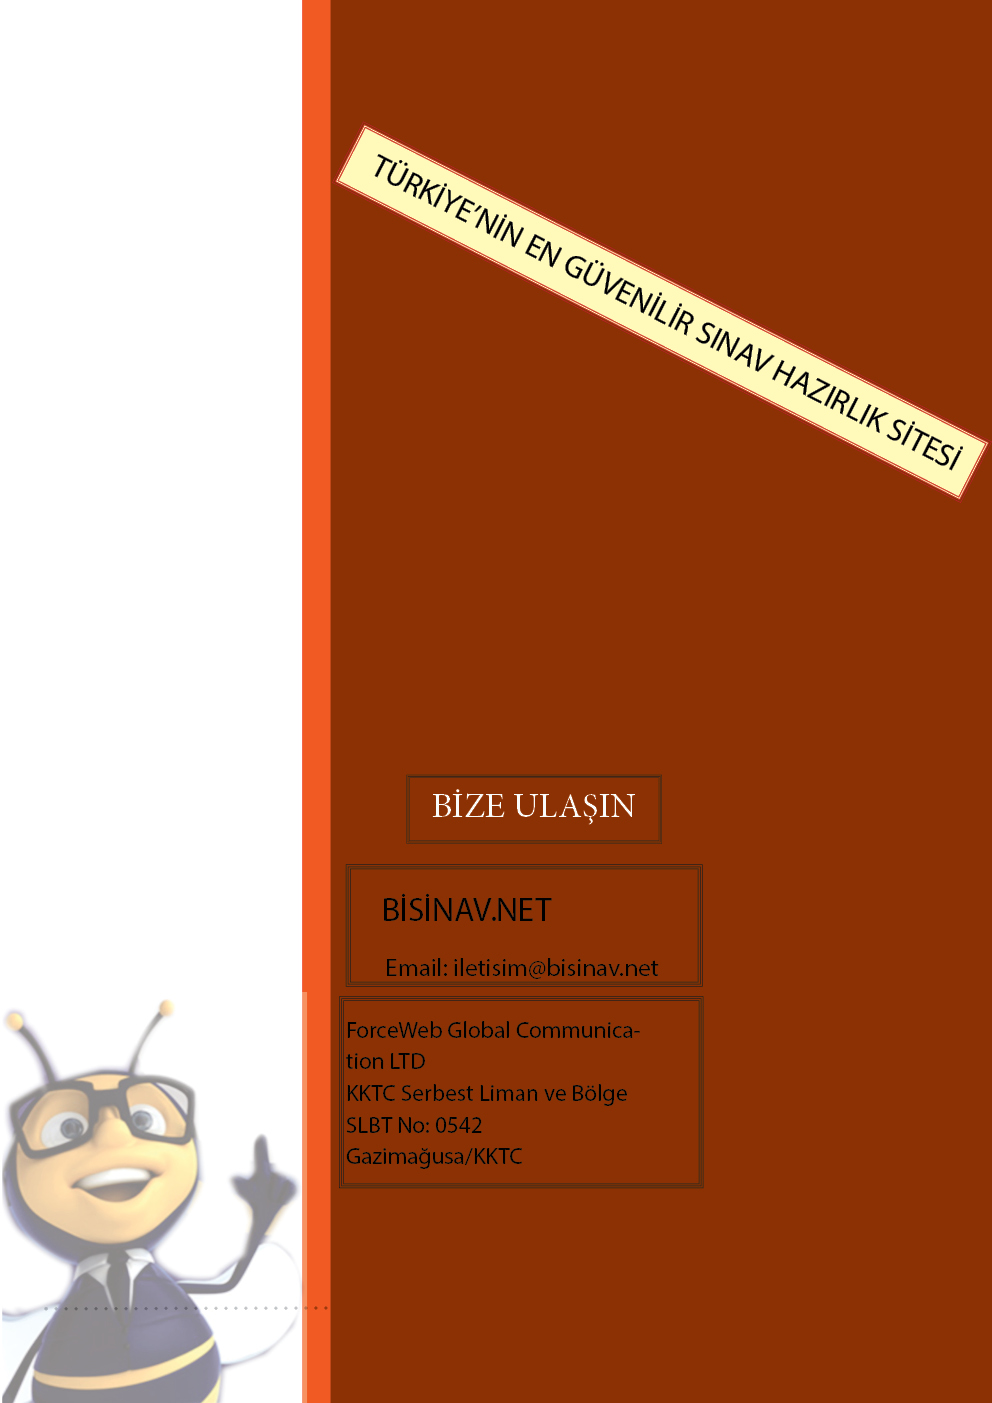 TÜRKİYE’NİN EN GÜVENİLİR SINAV HAZIRLIK SİTESİ
BİZE ULAŞIN
BİSİNAV.NET
Email: iletisim@bisinav.net
ForceWeb Global Communica-
tion LTD
KKTC Serbest Liman ve Bölge
SLBT No: 0542
Gazimağusa/KKTC